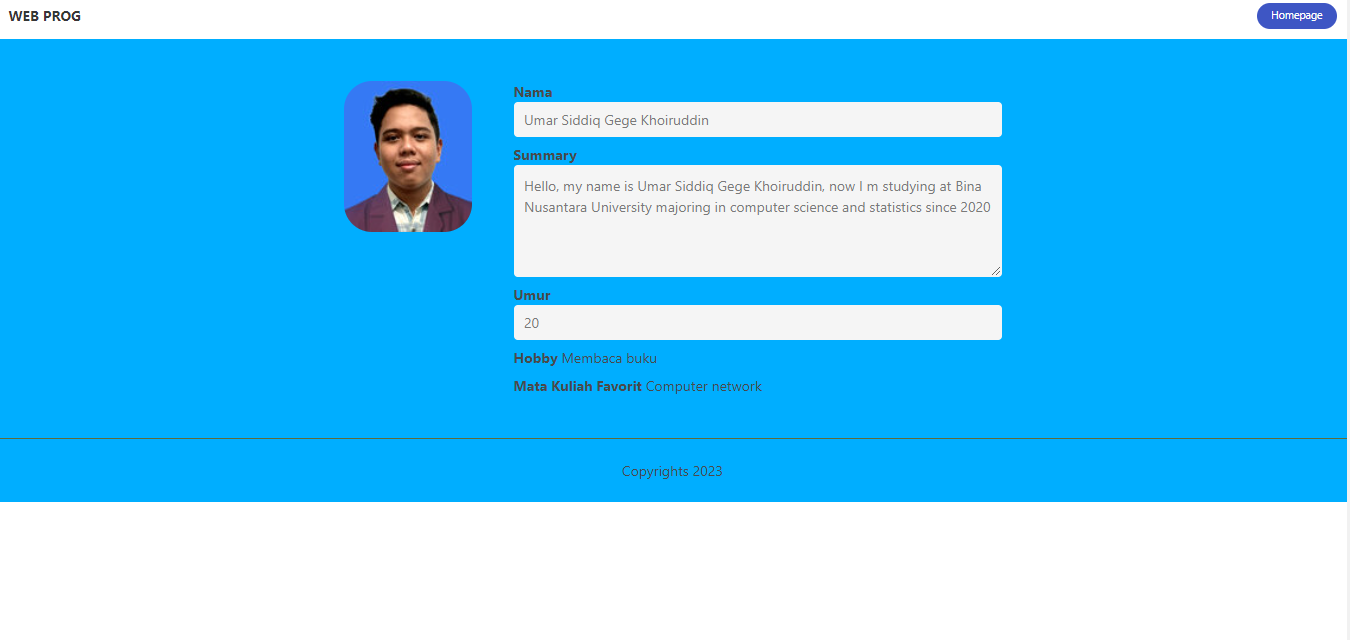 WEB PROG
Homepage
Nama
Umar Siddiq Gege Khoiruddin
Summary
Hello, my name is Umar Siddiq Gege Khoiruddin, now I m studying at Bina
Nusantara University majoring in computer science and statistics since 2020
Umur
20
Hobby Membaca buku
Mata Kuliah Favorit Computer network
Copyrights 2023